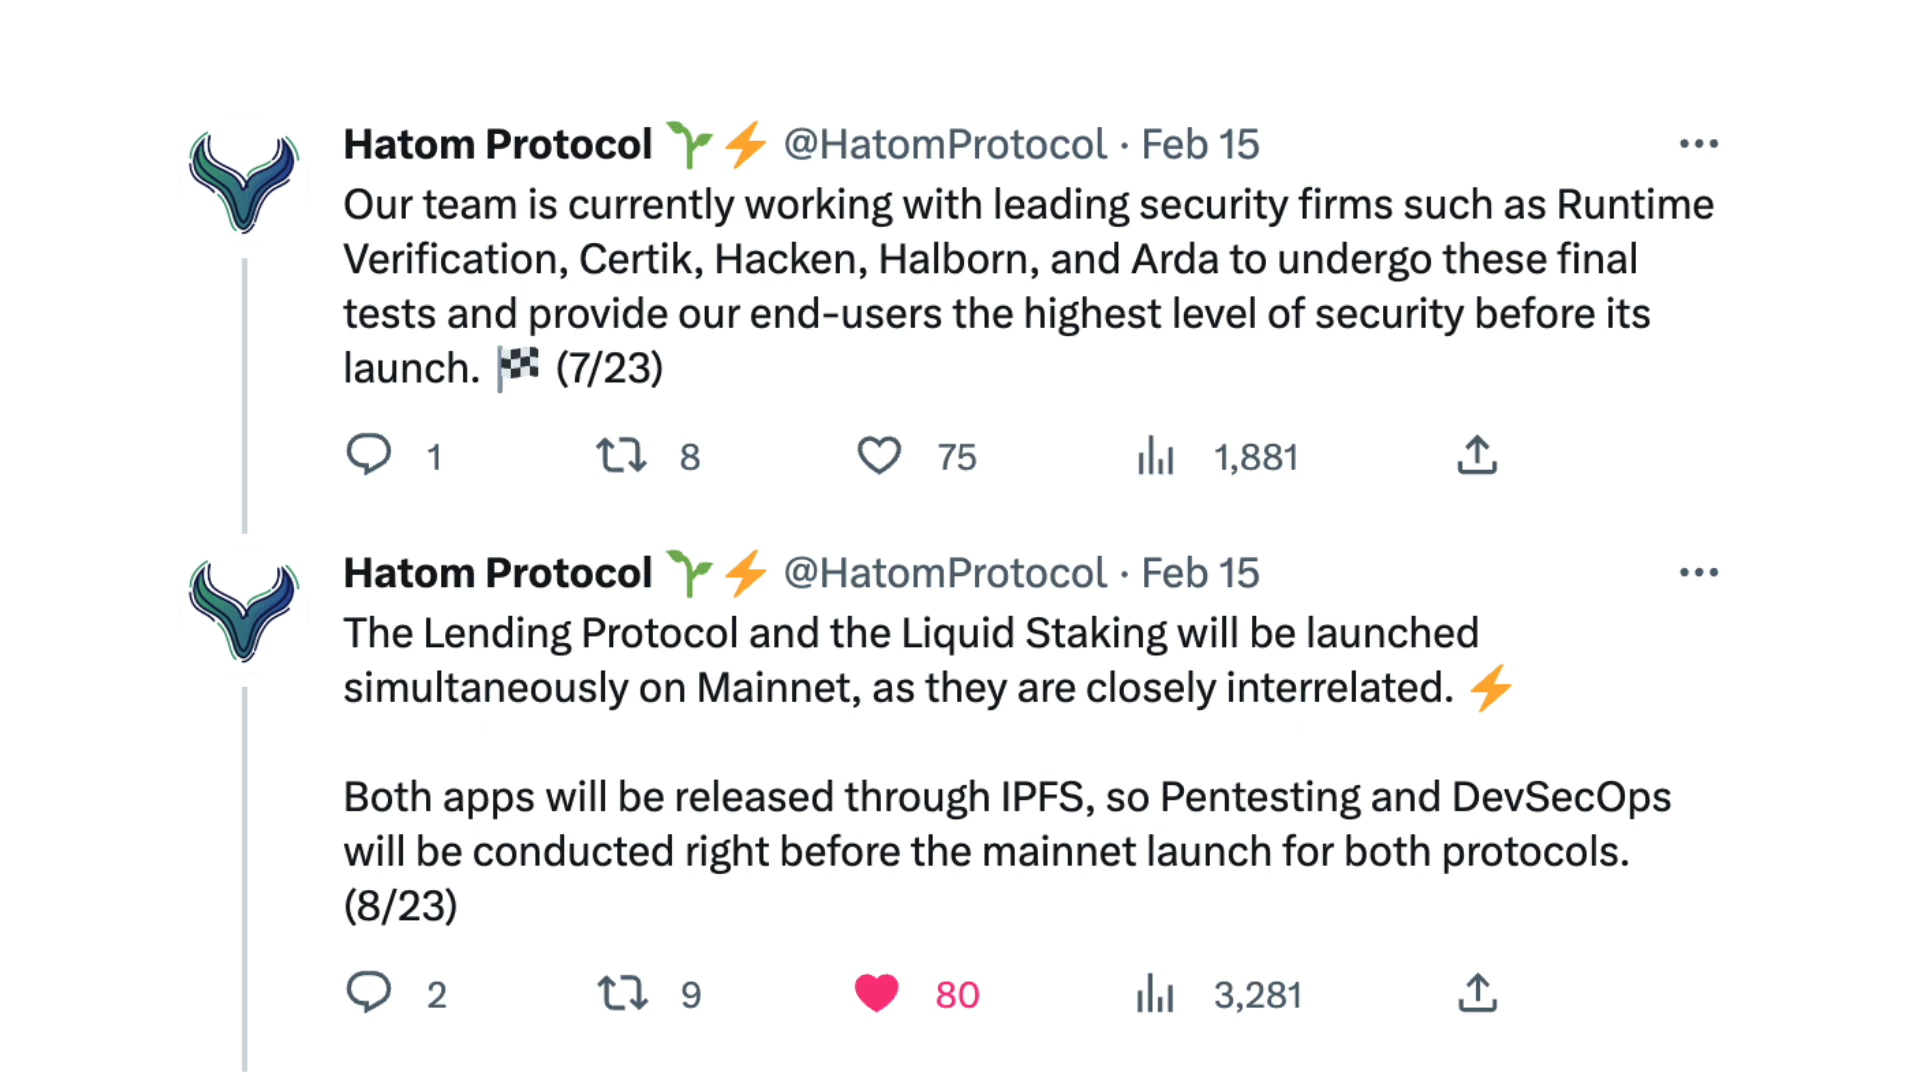 Hatom Protocol 🌱⚡ @HatomProtocol · Feb 15
Our team is currently working with leading security firms such as Runtime
Verification, Certik, Hacken, Halborn, and Arda to undergo these final
tests and provide our end-users the highest level of security before its
launch. 🏁 (7/23)
1 8 75 1,881
Hatom Protocol 🌱⚡ @HatomProtocol · Feb 15
The Lending Protocol and the Liquid Staking will be launched
simultaneously on Mainnet, as they are closely interrelated. ⚡
Both apps will be released through IPFS, so Pentesting and DevSecOps
will be conducted right before the mainnet launch for both protocols.
(8/23)
2 9 80 3,281